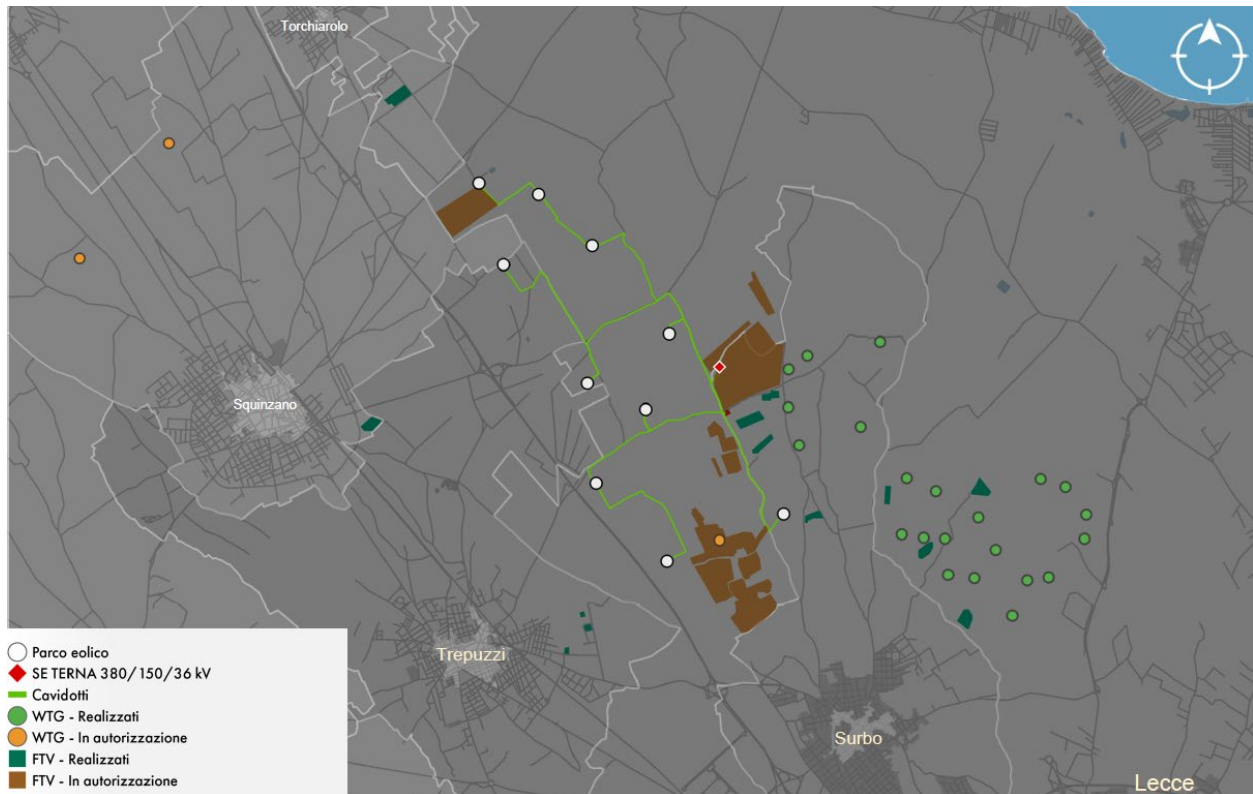 Torchiarolo
Squinzano
Trepuzzi
Surbo
Lecce
Parco eolico
SE TERNA 380/150/36 kV
Cavidotti
WTG - Realizzati
WTG - In autorizzazione
FTV - Realizzati
FTV - In autorizzazione